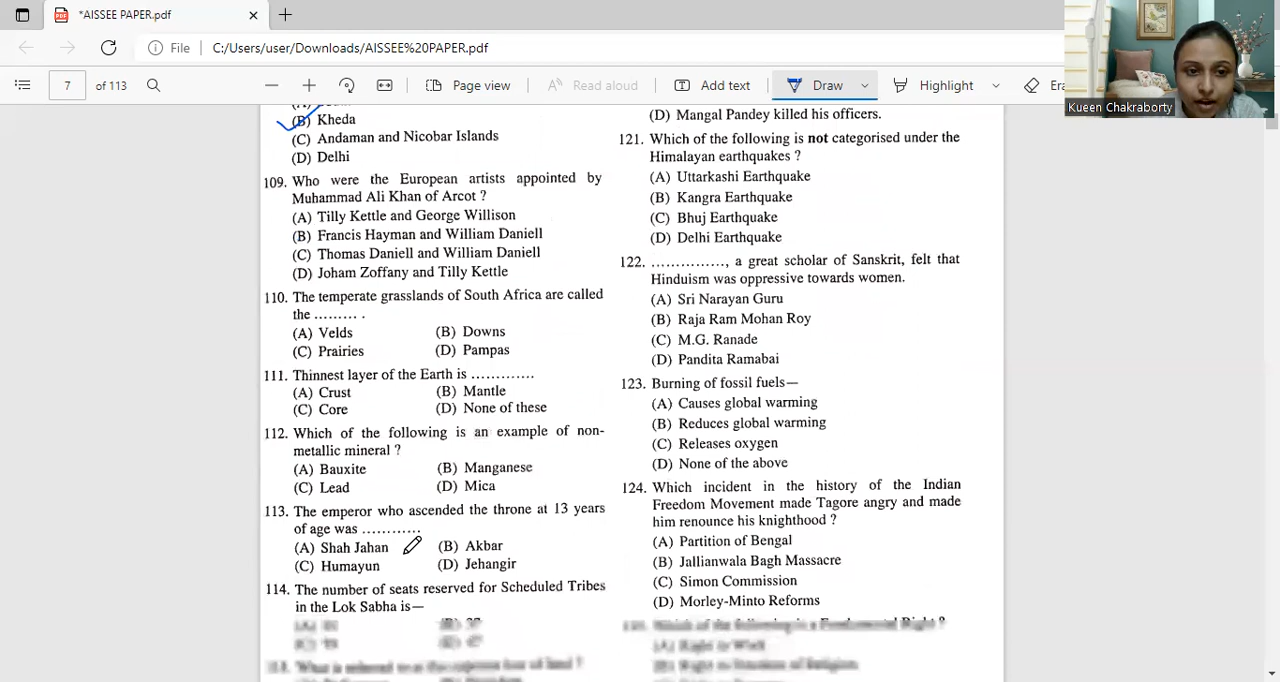 *AISSEE PAPER.pdf
File C:/Users/user/Downloads/AISSEE%20PAPER.pdf
7 of 113 Page view Read aloud Add text Draw Highlight
Kueen Chakraborty
(B) Kheda
(C) Andaman and Nicobar Islands
(D) Delhi
109. Who were the European artists appointed by
Muhammad Ali Khan of Arcot ?
(A) Tilly Kettle and George Willison
(B) Francis Hayman and William Daniell
(C) Thomas Daniell and William Daniell
(D) Joham Zoffany and Tilly Kettle
110. The temperate grasslands of South Africa are called
the ......... .
(A) Velds (B) Downs
(C) Prairies (D) Pampas
111. Thinnest layer of the Earth is .............
(A) Crust (B) Mantle
(C) Core (D) None of these
112. Which of the following is an example of non-
metallic mineral ?
(A) Bauxite (B) Manganese
(C) Lead (D) Mica
113. The emperor who ascended the throne at 13 years
of age was ............
(A) Shah Jahan (B) Akbar
(C) Humayun (D) Jehangir
114. The number of seats reserved for Scheduled Tribes
in the Lok Sabha is—
(D) Mangal Pandey killed his officers.
121. Which of the following is not categorised under the
Himalayan earthquakes ?
(A) Uttarkashi Earthquake
(B) Kangra Earthquake
(C) Bhuj Earthquake
(D) Delhi Earthquake
122. ..............., a great scholar of Sanskrit, felt that
Hinduism was oppressive towards women.
(A) Sri Narayan Guru
(B) Raja Ram Mohan Roy
(C) M.G. Ranade
(D) Pandita Ramabai
123. Burning of fossil fuels—
(A) Causes global warming
(B) Reduces global warming
(C) Releases oxygen
(D) None of the above
124. Which incident in the history of the Indian
Freedom Movement made Tagore angry and made
him renounce his knighthood ?
(A) Partition of Bengal
(B) Jallianwala Bagh Massacre
(C) Simon Commission
(D) Morley-Minto Reforms